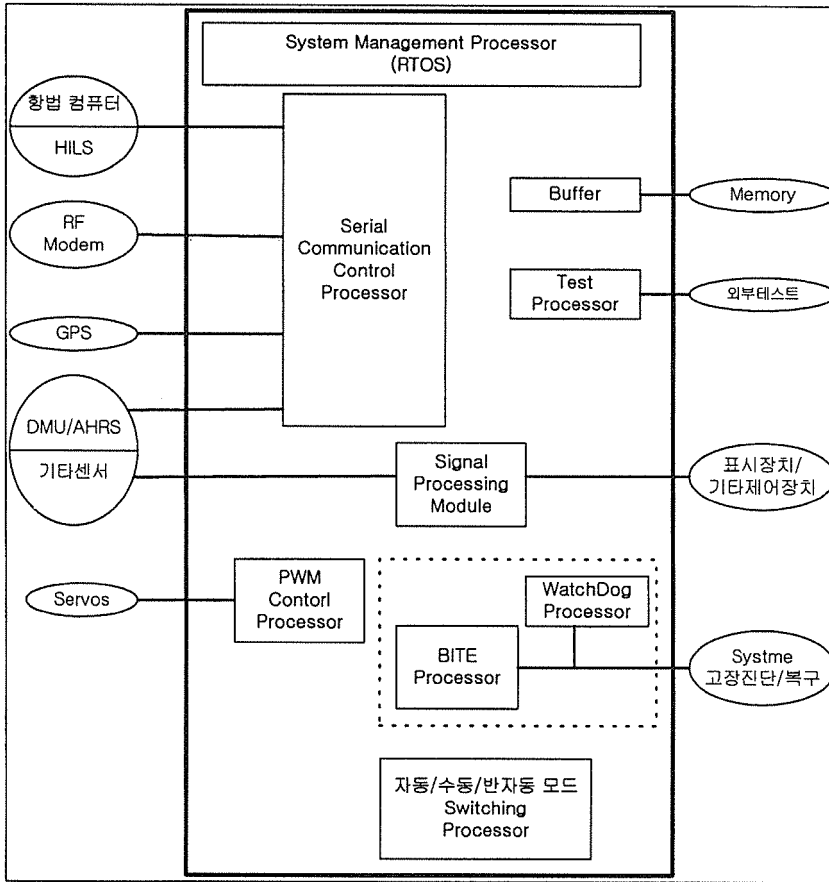 System Management Processor
(RTOS)
항법 컴퓨터
HILS
RF
Modem
GPS
DMU/AHRS
기타센서
Servos
Serial
Communication
Control
Processor
Buffer
Memory
Test
Processor
외부테스트
Signal
Processing
Module
표시장치/
기타제어장치
PWM
Contorl
Processor
WatchDog
Processor
BITE
Processor
Systme
고장진단/복구
자동/수동/반자동 모드
Switching
Processor